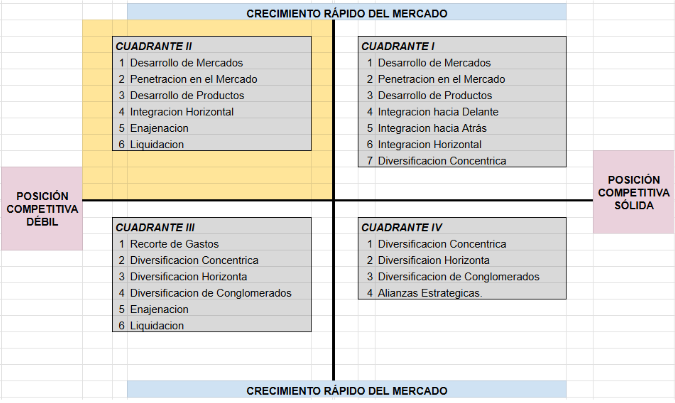 CRECIMIENTO RÁPIDO DEL MERCADO
CUADRANTE II
1 Desarrollo de Mercados
2 Penetracion en el Mercado
3 Desarrollo de Productos
4 Integracion Horizontal
5 Enajenacion
6 Liquidacion
CUADRANTE I
1 Desarrollo de Mercados
2 Penetracion en el Mercado
3 Desarrollo de Productos
4 Integracion hacia Delante
5 Integracion hacia Atrás
6 Integracion Horizontal
7 Diversificacion Concentrica
POSICIÓN
COMPETITIVA
DÉBIL
POSICIÓN
COMPETITIVA
SÓLIDA
CUADRANTE III
1 Recorte de Gastos
2 Diversificacion Concentrica
3 Diversificacion Horizonta
4 Diversificacion de Conglomerados
5 Enajenacion
6 Liquidacion
CUADRANTE IV
1 Diversificacion Concentrica
2 Diversificaion Horizonta
3 Diversificacion de Conglomerados
4 Alianzas Estrategicas.
CRECIMIENTO RÁPIDO DEL MERCADO